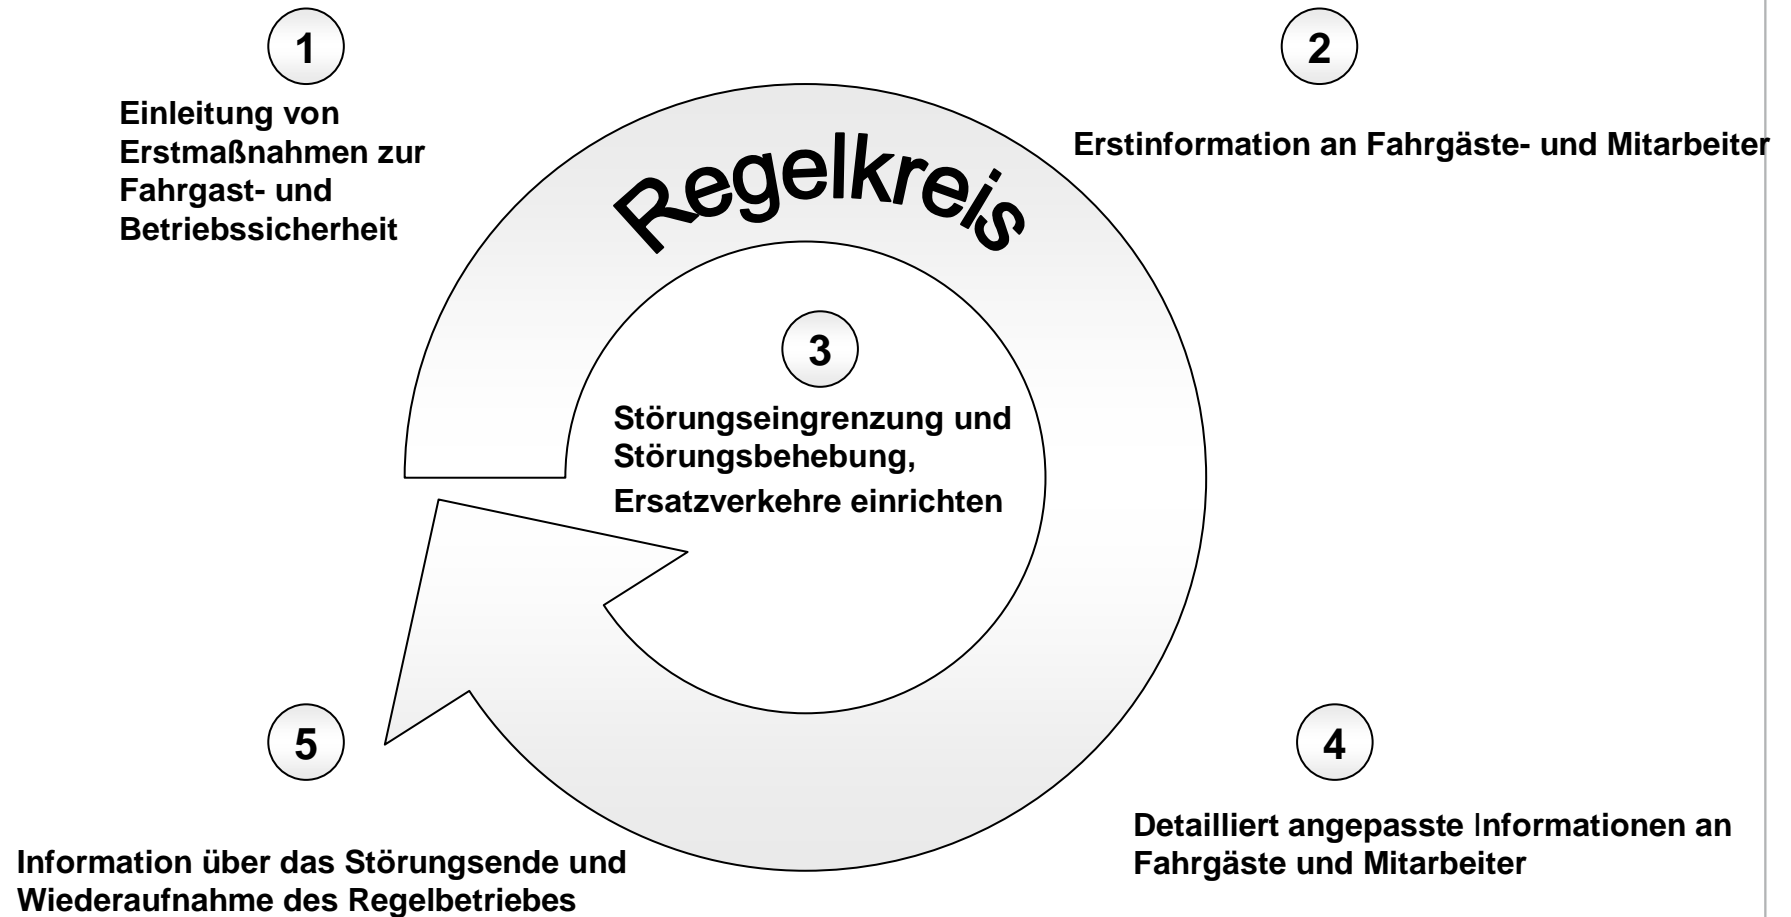 1
Einleitung von
Erstmaßnahmen zur
Fahrgast- und
Betriebssicherheit
2
Erstinformation an Fahrgäste- und Mitarbeiter
Regelkreis
3
Störungseingrenzung und
Störungsbehebung,
Ersatzverkehre einrichten
4
Detailliert angepasste Informationen an
Fahrgäste und Mitarbeiter
5
Information über das Störungsende und
Wiederaufnahme des Regelbetriebes